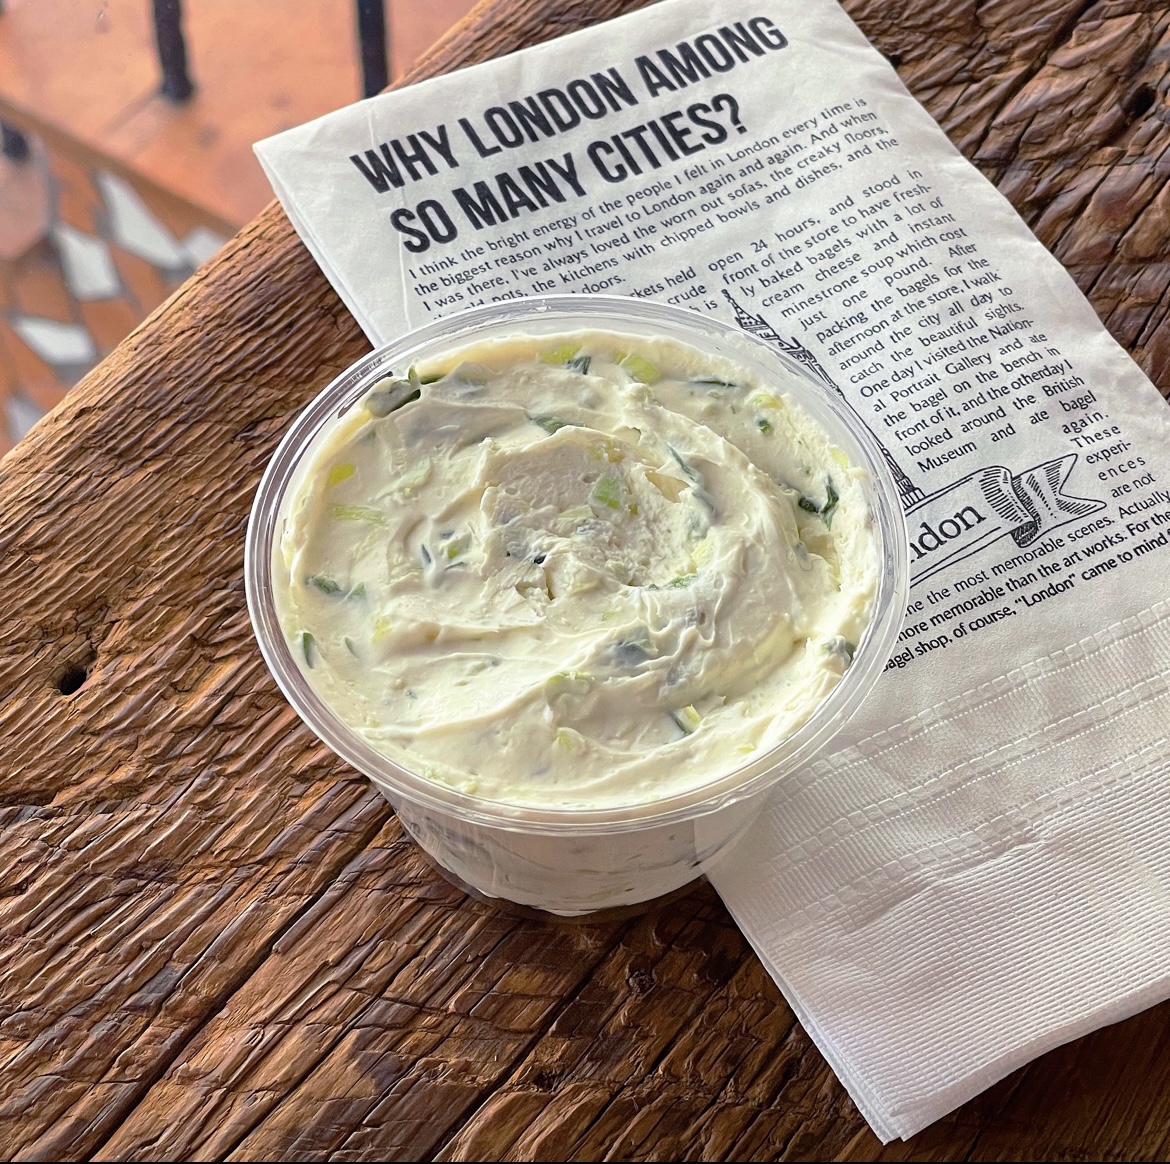 WHY LONDON AMONG
SO MANY CITIES?
I think the bright energy of the people I felt in London every time is
the biggest reason why I travel to London again and again. And when
I was there, I've always loved the worn out sofas, the creaky floors,
pots, the kitchens with chipped bowls and dishes, and the
doors.
held
crude
is
open 24 hours, and stood in
front of the store to have fresh-
ly baked bagels with a lot of
cream cheese and instant
minestrone soup which cost
just one pound. After
packing the bagels for the
afternoon at the store, I walk
around the city all day to
catch the beautiful sights.
One day I visited the Nation-
al Portrait Gallery and ate
the bagel on the bench in
front of it, and the otherday I
looked around the British
Museum and ate bagel
again.
These
experi-
ences
are not
ndon
the most memorable scenes. Actually
more memorable than the art works. For the
bagel shop, of course, "London" came to mind